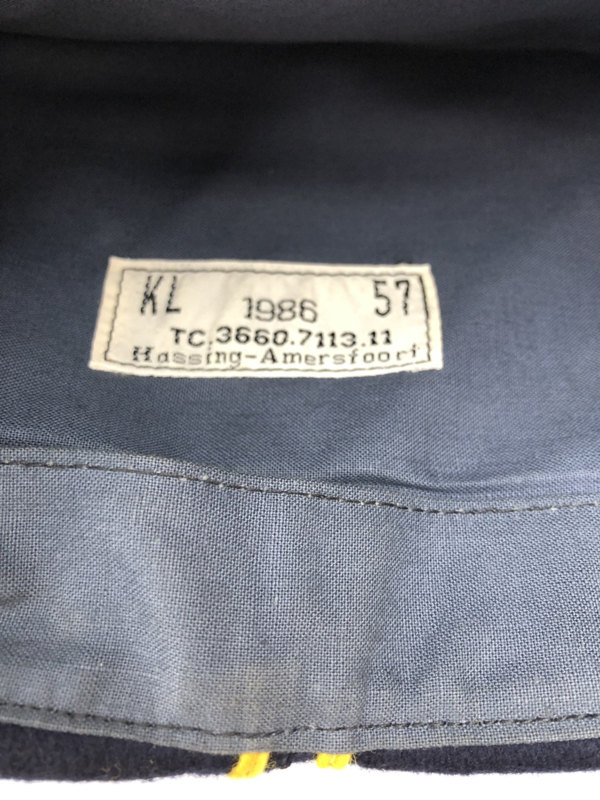 KL 1986 57
TC.3660.7113.11
Hassing-Amersfoort